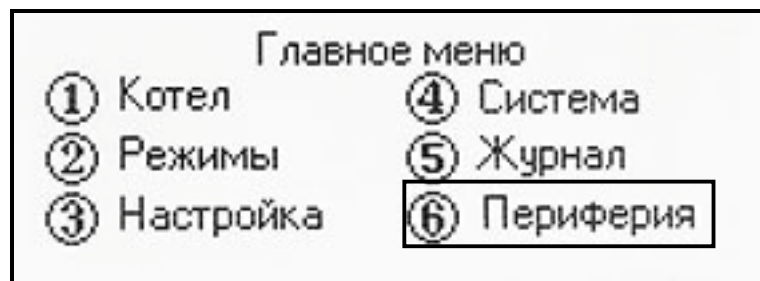 Главное меню
① Котел ④ Система
② Режимы ⑤ Журнал
③ Настройка ⑥ Периферия